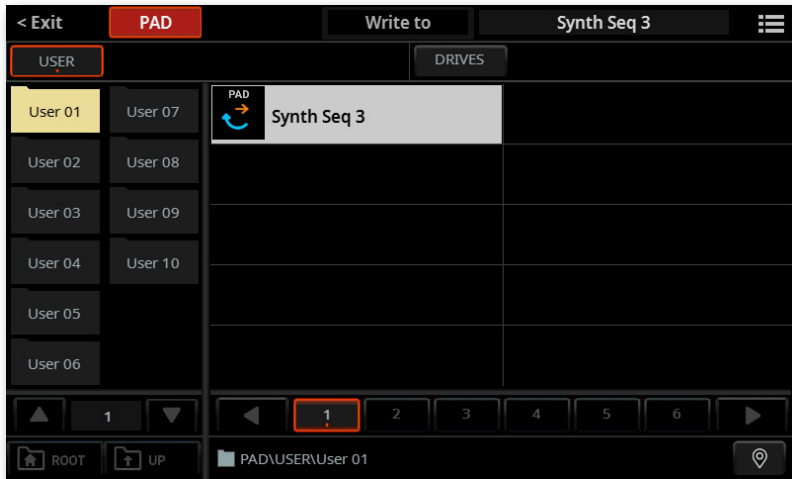 < Exit PAD Write to Synth Seq 3
USER DRIVES
PAD
User 01 User 07 Synth Seq 3
User 02 User 08
User 03 User 09
User 04 User 10
User 05
User 06
1 1 2 3 4 5 6
ROOT UP PAD\USER\User 01